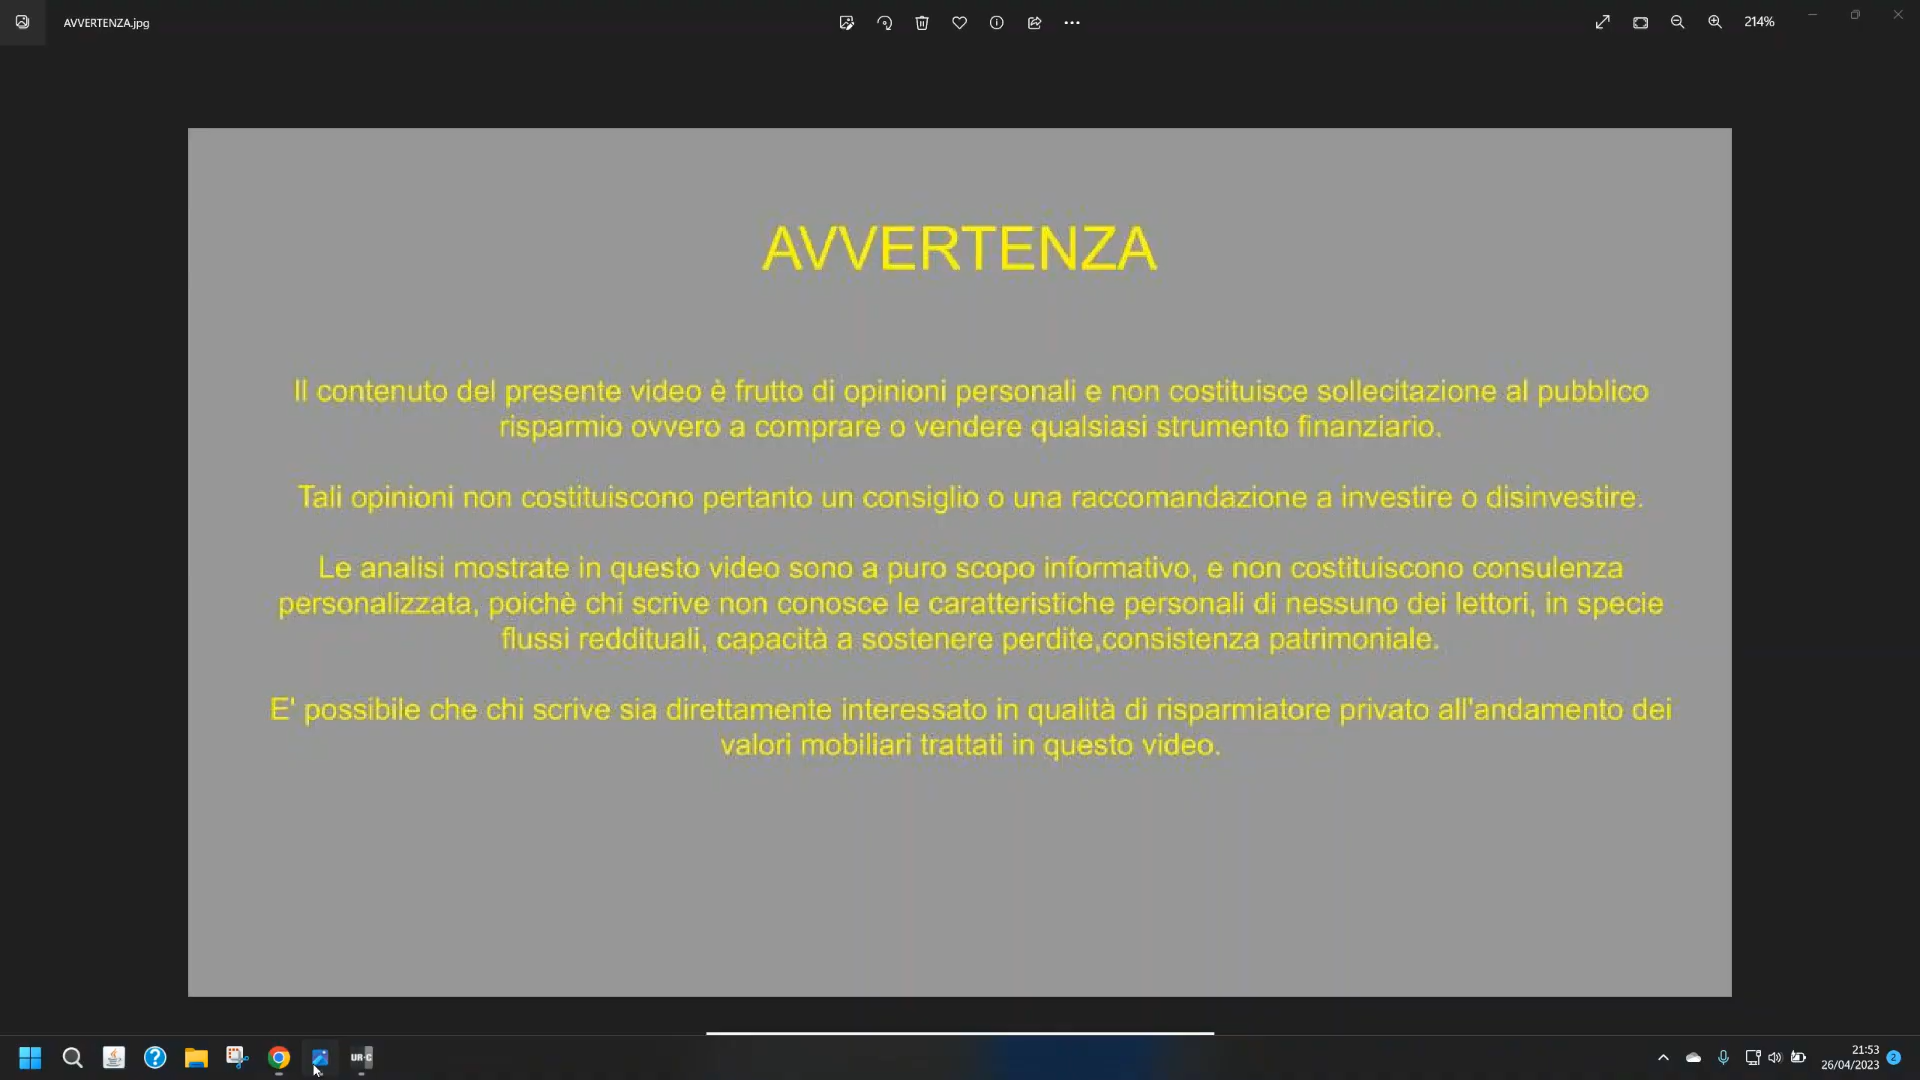 AVVERTENZA.jpg
214%
AVVERTENZA
Il contenuto del presente video è frutto di opinioni personali e non costituisce sollecitazione al pubblico
risparmio ovvero a comprare o vendere qualsiasi strumento finanziario.
Tali opinioni non costituiscono pertanto un consiglio o una raccomandazione a investire o disinvestire.
Le analisi mostrate in questo video sono a puro scopo informativo, e non costituiscono consulenza
personalizzata, poichè chi scrive non conosce le caratteristiche personali di nessuno dei lettori, in specie
flussi reddituali, capacità a sostenere perdite,consistenza patrimoniale.
E' possibile che chi scrive sia direttamente interessato in qualità di risparmiatore privato all'andamento dei
valori mobiliari trattati in questo video.
UR-C
21:53
26/04/2023
2